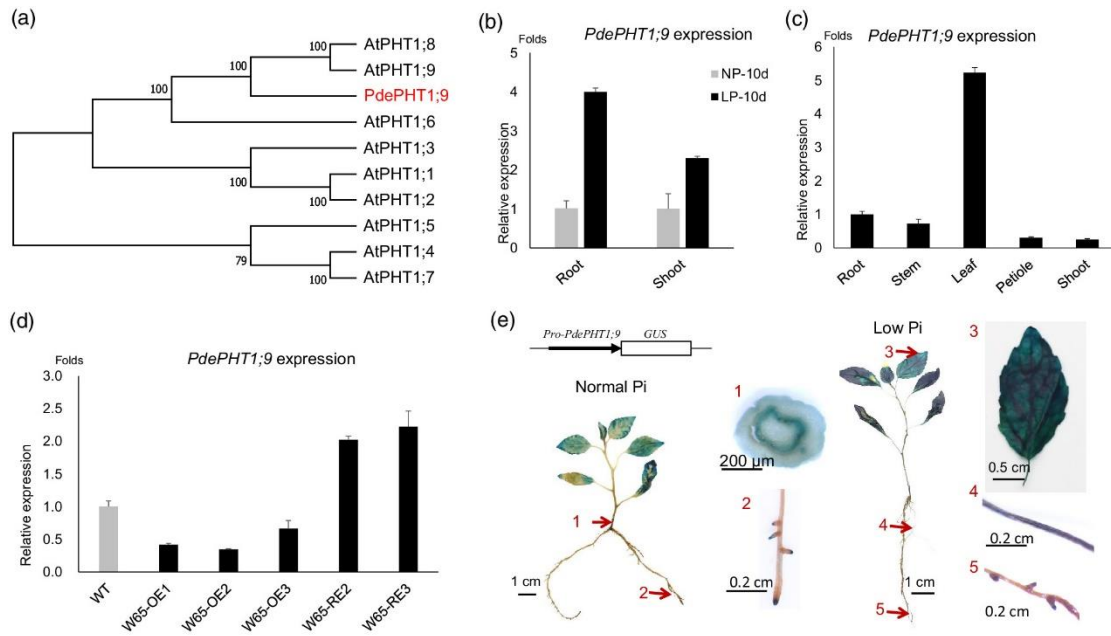 (a)
100
AtPHT1;8
AtPHT1;9
100
PdePHT1;9
100
AtPHT1;6
AtPHT1;3
AtPHT1;1
100
AtPHT1;2
100
AtPHT1;5
AtPHT1;4
79
AtPHT1;7
100
(b)
Folds
PdePHT1;9 expression
Relative expression
5
4
3
2
1
0
NP-10d
LP-10d
Root
Shoot
(c)
Folds
PdePHT1;9 expression
Relative expression
6
5
4
3
2
1
0
Root
Stem
Leaf
Petiole
Shoot
(d)
Folds
PdePHT1;9 expression
Relative expression
3.0
2.5
2.0
1.5
1.0
0.5
0.0
WT
W65-OE1
W65-OE2
W65-OE3
W65-RE2
W65-RE3
(e)
Pro-PdePHT1;9
GUS
Normal Pi
1
2
1 cm
1
200 μm
2
0.2 cm
Low Pi
3
4
5
1 cm
3
0.5 cm
4
0.2 cm
5
0.2 cm